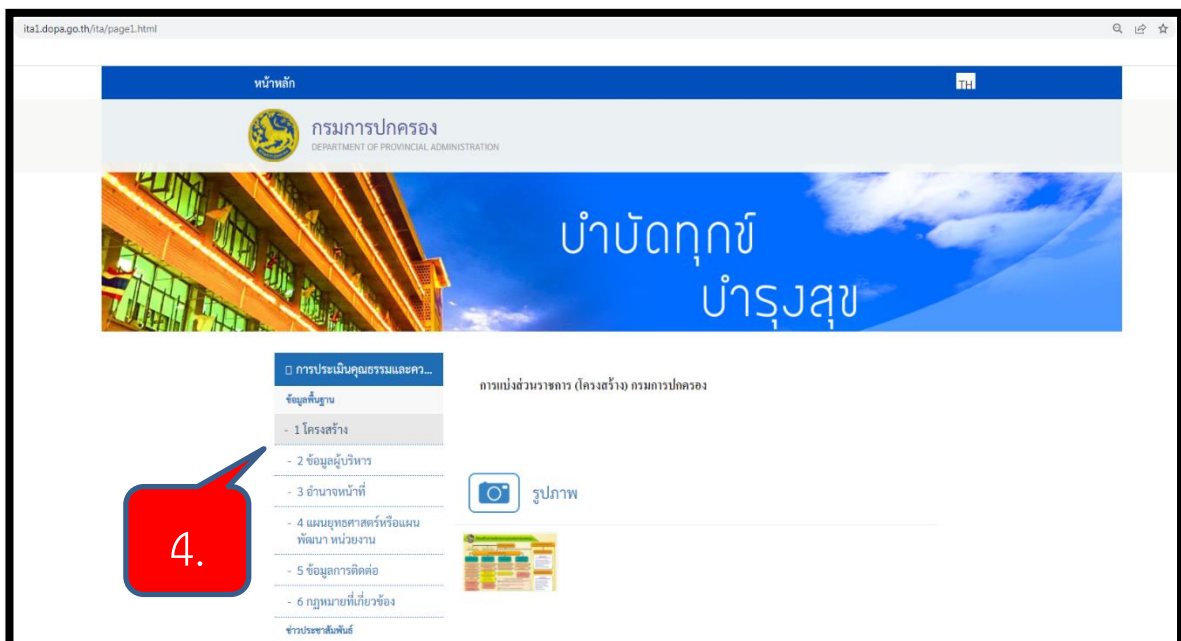 ita1.dopa.go.th/ita/page1.html
หน้าหลัก
TH
กรมการปกครอง
DEPARTMENT OF PROVINCIAL ADMINISTRATION
บำบัดทุกข์
บำรุงสุข
การประเมินคุณธรรมและคว...
ข้อมูลพื้นฐาน
- 1 โครงสร้าง
- 2 ข้อมูลผู้บริหาร
- 3 อำนาจหน้าที่
- 4 แผนยุทธศาสตร์หรือแผน
พัฒนา หน่วยงาน
- 5 ข้อมูลการติดต่อ
- 6 กฎหมายที่เกี่ยวข้อง
ข่าวประชาสัมพันธ์
4.
การแบ่งส่วนราชการ (โครงสร้าง) กรมการปกครอง
รูปภาพ